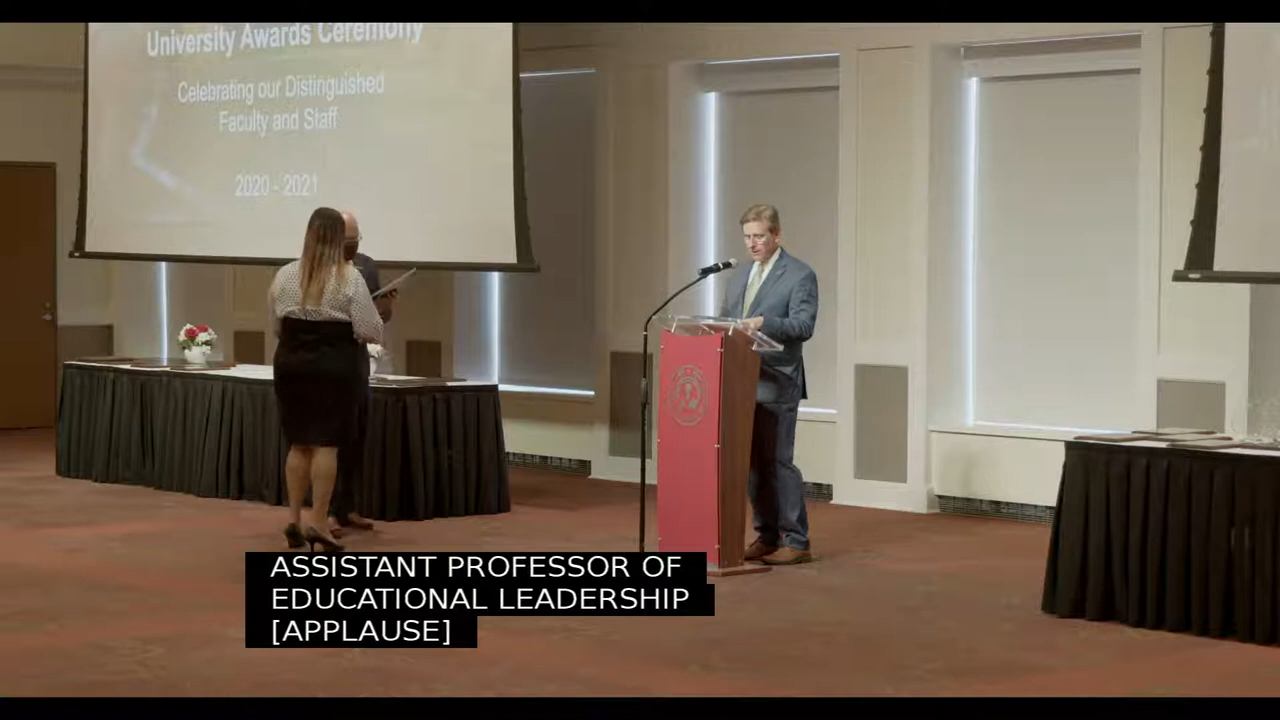 University Awards Ceremony
Celebrating our Distinguished
Faculty and Staff
2020 - 2021
ASSISTANT PROFESSOR OF
EDUCATIONAL LEADERSHIP
[APPLAUSE]